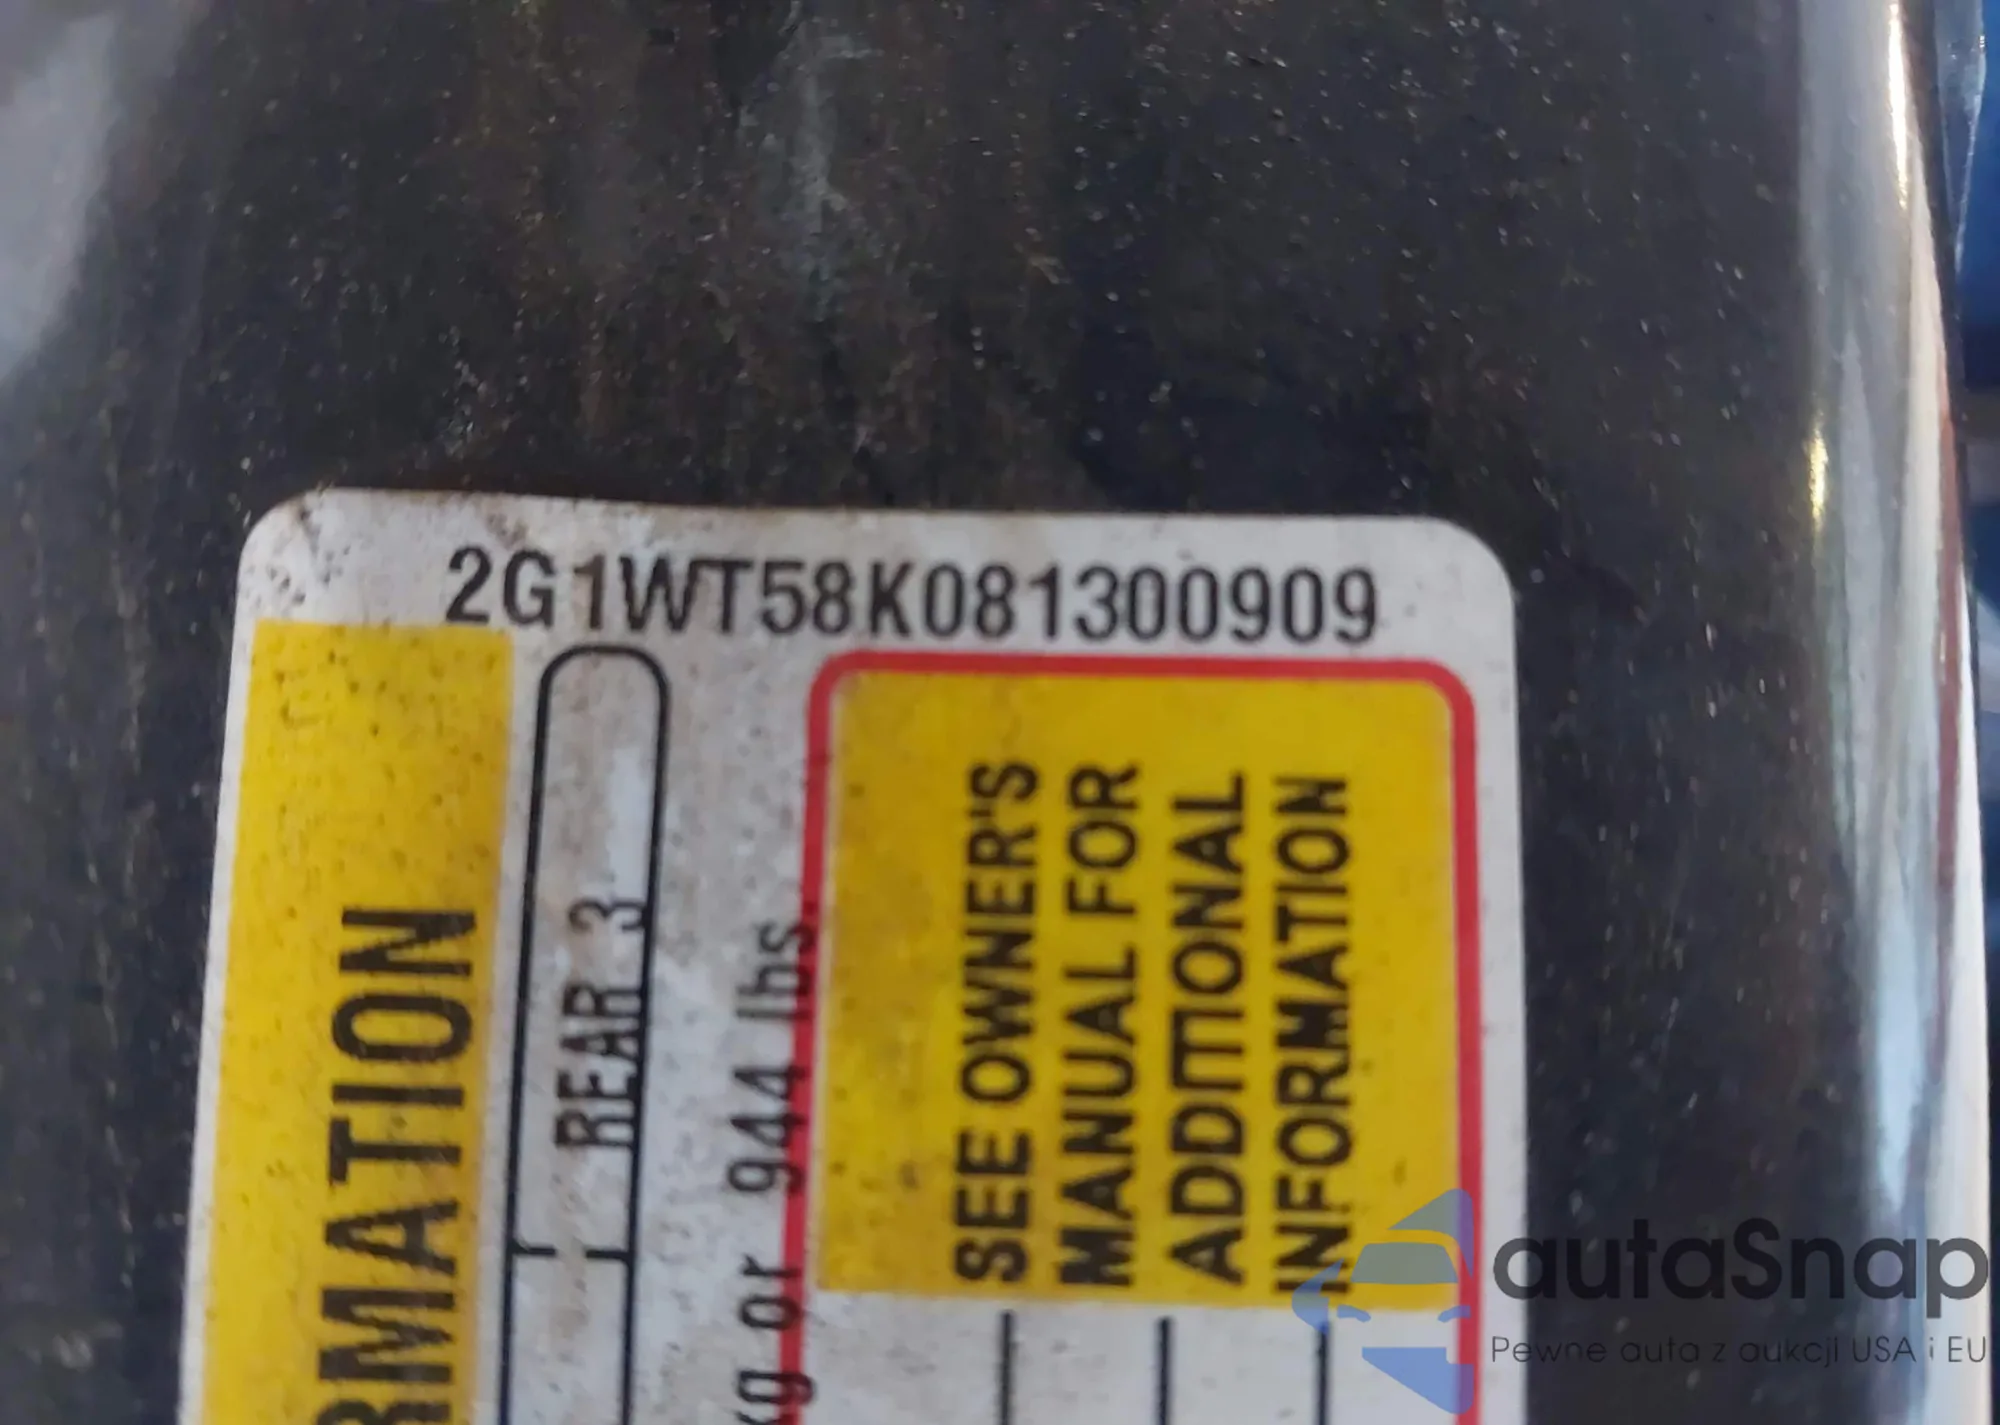 2G1WT58K081300909
RMATION
REAR 3
kg or 944 lbs
SEE OWNER'S
MANUAL FOR
ADDITIONAL
INFORMATION
autaSnap
Pewne auta z aukcji USA i EU